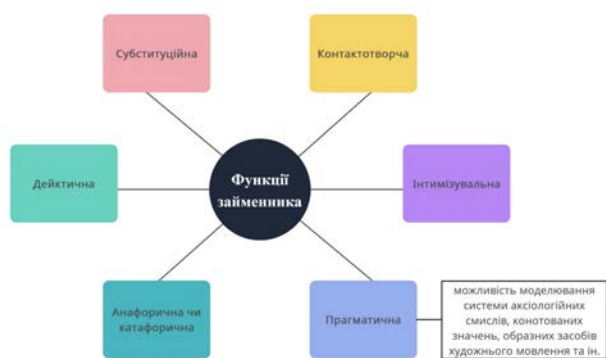 Субституційна
Контактотворча
Дейктична
Функції
займенника
Інтимізувальна
Анафорична чи
катафорична
Прагматична
можливість моделювання
системи аксіологійних
смислів, конотованих
значень, образних засобів
художнього мовлення та ін.